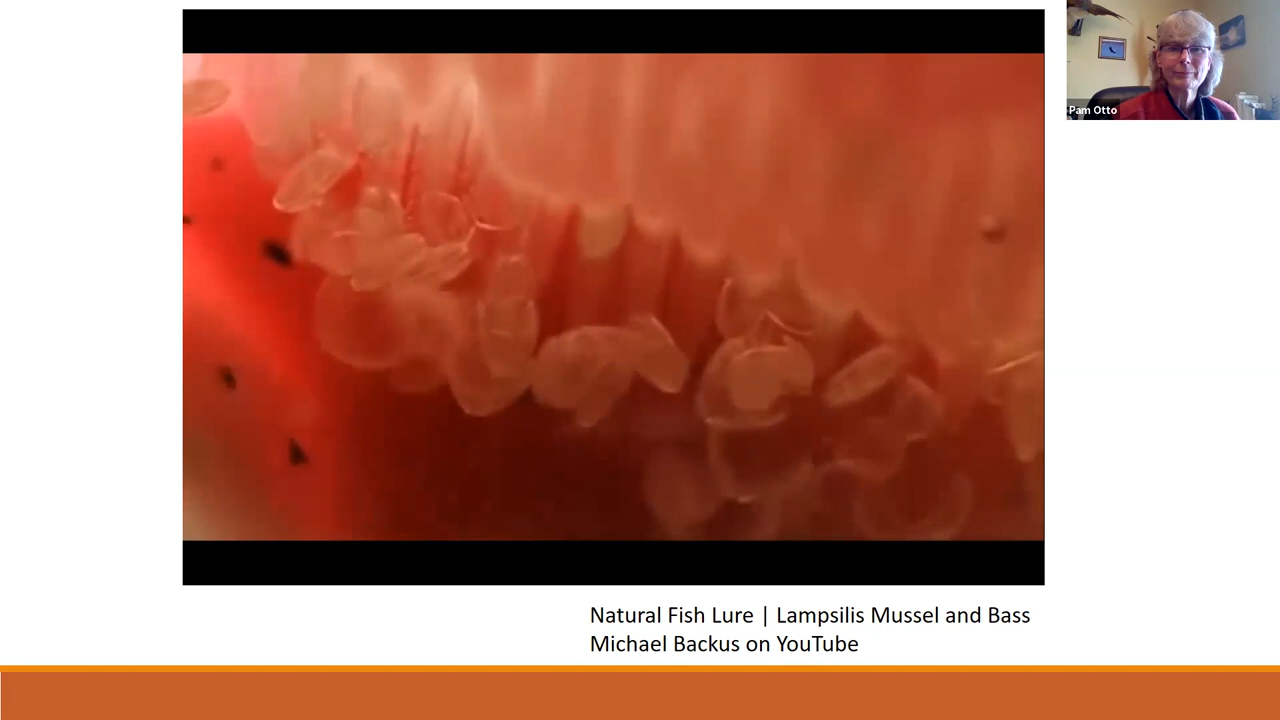 Pam Otto
Natural Fish Lure | Lampsilis Mussel and Bass
Michael Backus on YouTube